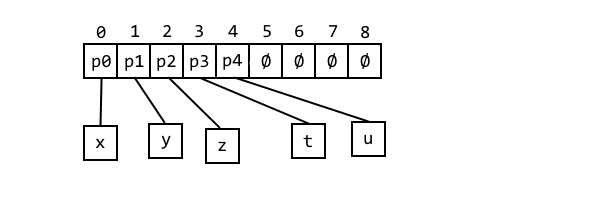 0 1 2 3 4 5 6 7 8
p0 p1 p2 p3 p4 Ø Ø Ø Ø
x y z t u